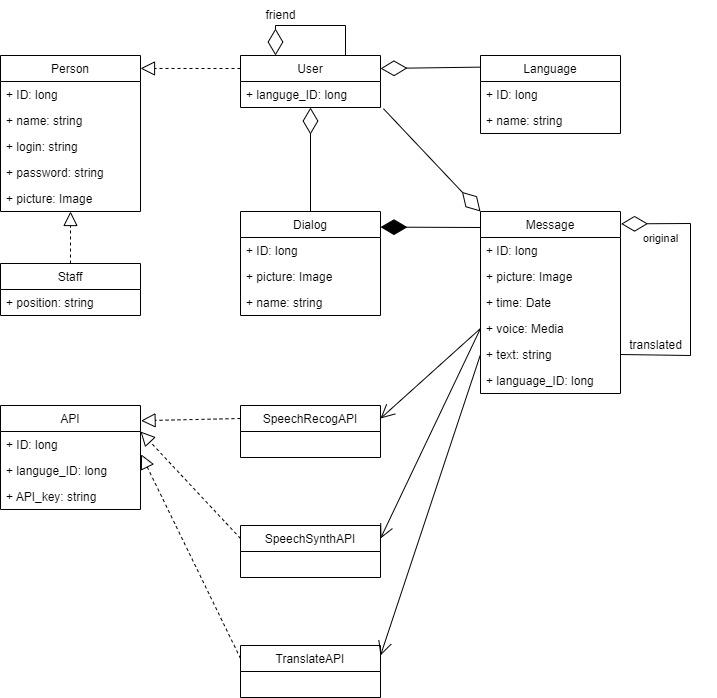 friend
Person
+ ID: long
+ name: string
+ login: string
+ password: string
+ picture: Image
User
+ languge_ID: long
Language
+ ID: long
+ name: string
Staff
+ position: string
Dialog
+ ID: long
+ picture: Image
+ name: string
Message
+ ID: long
+ picture: Image
+ time: Date
+ voice: Media
+ text: string
+ language_ID: long
original
translated
API
+ ID: long
+ languge_ID: long
+ API_key: string
SpeechRecogAPI
SpeechSynthAPI
TranslateAPI